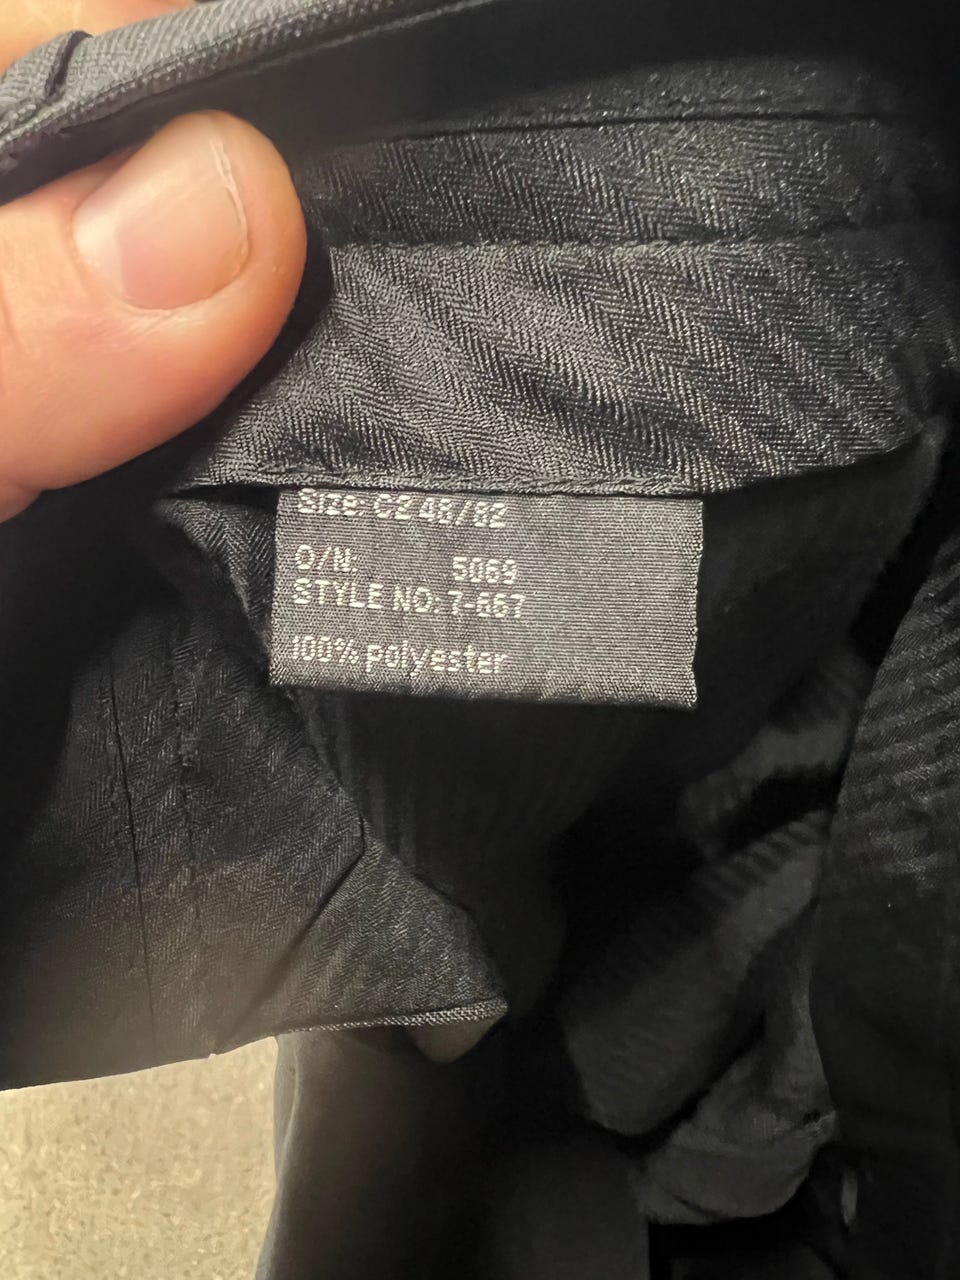 SIZE: CZ 48/82
O/N: 5069
STYLE NO: 7-667
100% polyester